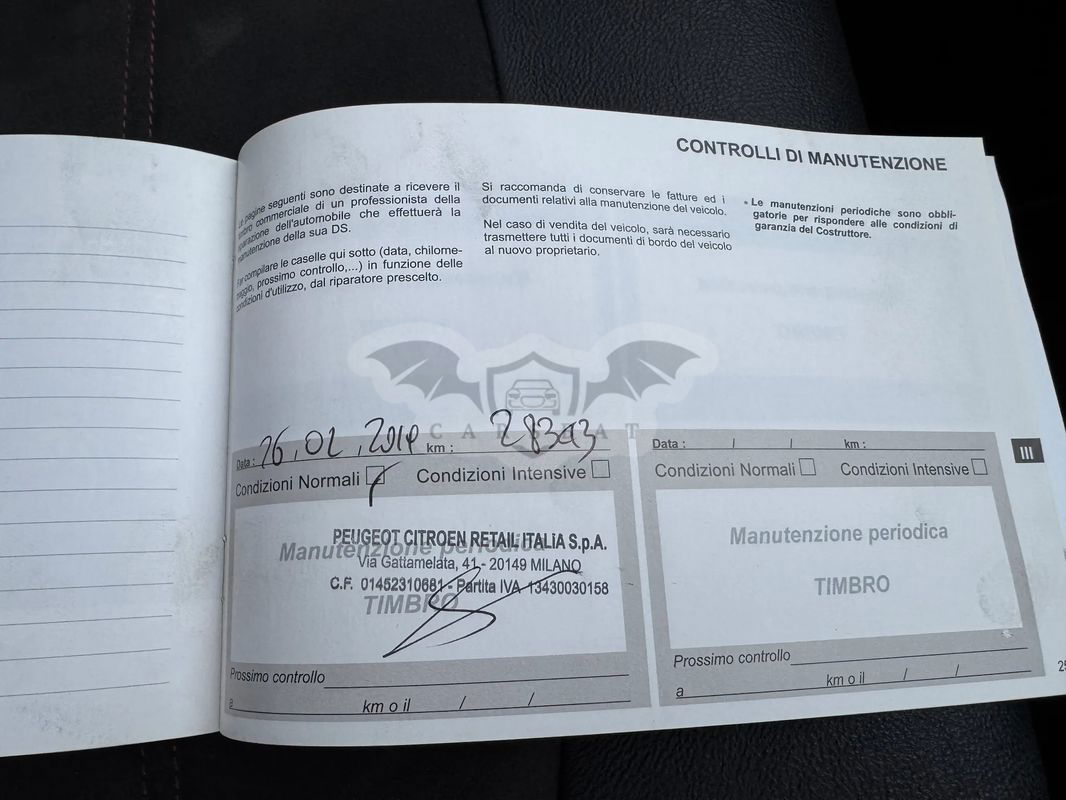 CONTROLLI DI MANUTENZIONE
Le pagine seguenti sono destinate a ricevere il
timbro commerciale di un professionista della
riparazione dell'automobile che effettuerà la
manutenzione della sua DS.
Far compilare le caselle qui sotto (data, chilome-
traggio, prossimo controllo,...) in funzione delle
condizioni d'utilizzo, dal riparatore prescelto.
Si raccomanda di conservare le fatture ed i
documenti relativi alla manutenzione del veicolo.
Nel caso di vendita del veicolo, sarà necessario
trasmettere tutti i documenti di bordo del veicolo
al nuovo proprietario.
Le manutenzioni periodiche sono obbli-
gatorie per rispondere alle condizioni di
garanzia del Costruttore.
Data : 26, 02, km :
Condizioni Normali Condizioni Intensive
Manutenzione periodica
TIMBRO
PEUGEOT CITROEN RETAIL ITALIA S.p.A.
Via Gattamelata, 41 - 20149 MILANO
C.F. 01452310681 - Partita IVA 13430030158
Prossimo controllo
a km o il / /
Data : / / km :
Condizioni Normali Condizioni Intensive
Manutenzione periodica
TIMBRO
Prossimo controllo
a km o il / /
III